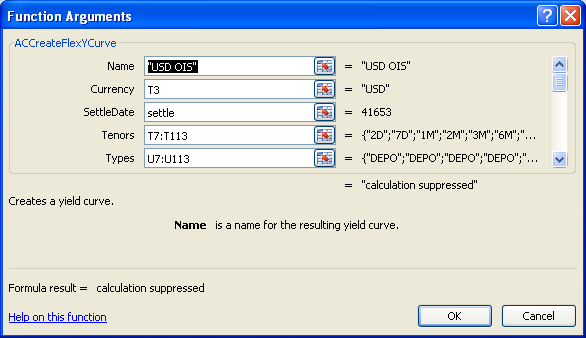 Function Arguments
ACCreateFlexYCurve
Name "USD OIS" = "USD OIS"
Currency T3 = "USD"
SettleDate settle = 41653
Tenors T7:T113 = {"2D";"7D";"1M";"2M";"3M";"6M";"...
Types U7:U113 = {"DEPO";"DEPO";"DEPO";"DEPO";"...
= "calculation suppressed"
Creates a yield curve.
Name is a name for the resulting yield curve.
Formula result = calculation suppressed
Help on this function OK Cancel